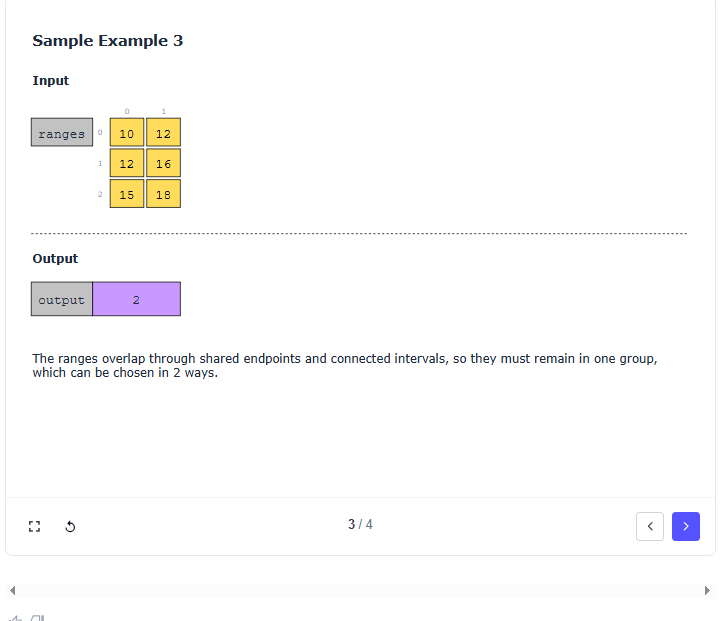 Sample Example 3
Input
0 1
ranges 0 10 12
1 12 16
2 15 18
Output
output 2
The ranges overlap through shared endpoints and connected intervals, so they must remain in one group,
which can be chosen in 2 ways.
3 / 4